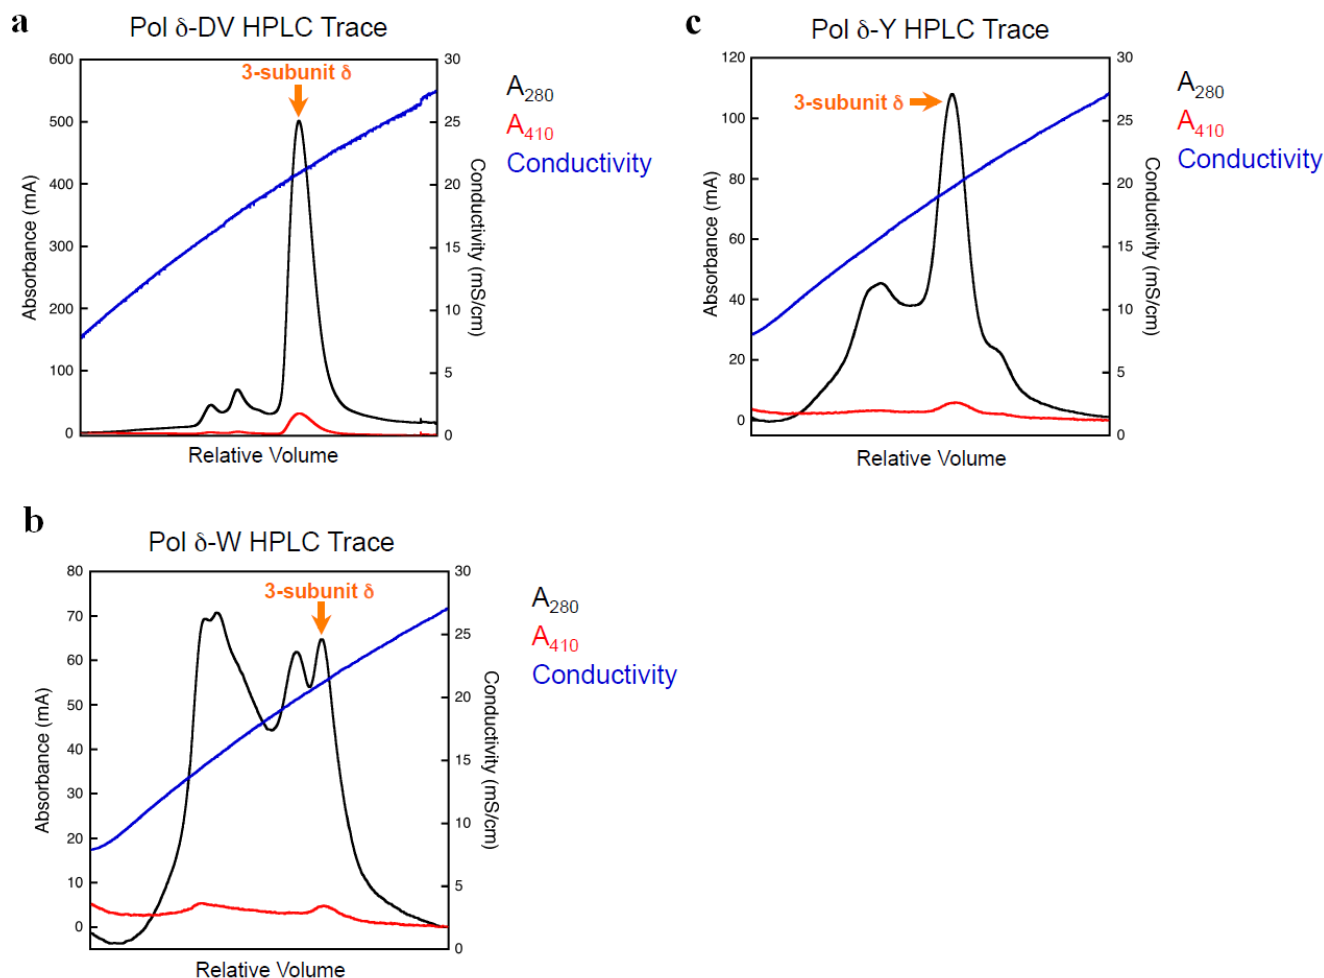 a
Pol δ-DV HPLC Trace
600
500
400
300
200
100
0
Absorbance (mA)
3-subunit δ
30
25
20
15
10
5
0
Conductivity (mS/cm)
Relative Volume
A280
A410
Conductivity
c
Pol δ-Y HPLC Trace
120
100
80
60
40
20
0
Absorbance (mA)
3-subunit δ
30
25
20
15
10
5
0
Conductivity (mS/cm)
Relative Volume
A280
A410
Conductivity
b
Pol δ-W HPLC Trace
80
70
60
50
40
30
20
10
0
Absorbance (mA)
3-subunit δ
30
25
20
15
10
5
0
Conductivity (mS/cm)
Relative Volume
A280
A410
Conductivity